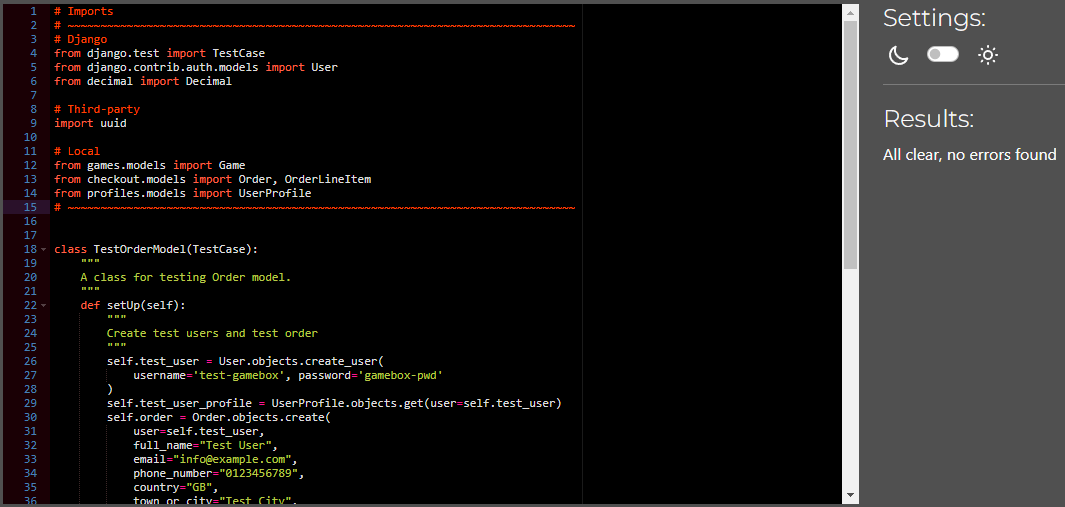 1 # Imports
2 # ~~~~~~~~~~~~~~~~~~~~~~~~~~~~~~~~~~~~~~~~~~~~~~~~~~~~~~~~~~~~~~~~~~~~~~~~~~~~~
3 # Django
4 from django.test import TestCase
5 from django.contrib.auth.models import User
6 from decimal import Decimal
7
8 # Third-party
9 import uuid
10
11 # Local
12 from games.models import Game
13 from checkout.models import Order, OrderLineItem
14 from profiles.models import UserProfile
15 # ~~~~~~~~~~~~~~~~~~~~~~~~~~~~~~~~~~~~~~~~~~~~~~~~~~~~~~~~~~~~~~~~~~~~~~~~~~~~~
16
17
18 class TestOrderModel(TestCase):
19     """
20     A class for testing Order model.
21     """
22     def setUp(self):
23         """
24         Create test users and test order
25         """
26         self.test_user = User.objects.create_user(
27             username='test-gamebox', password='gamebox-pwd'
28         )
29         self.test_user_profile = UserProfile.objects.get(user=self.test_user)
30         self.order = Order.objects.create(
31             user=self.test_user,
32             full_name="Test User",
33             email="info@example.com",
34             phone_number="0123456789",
35             country="GB",
36             town_or_city="Test City",
Settings:
Results:
All clear, no errors found